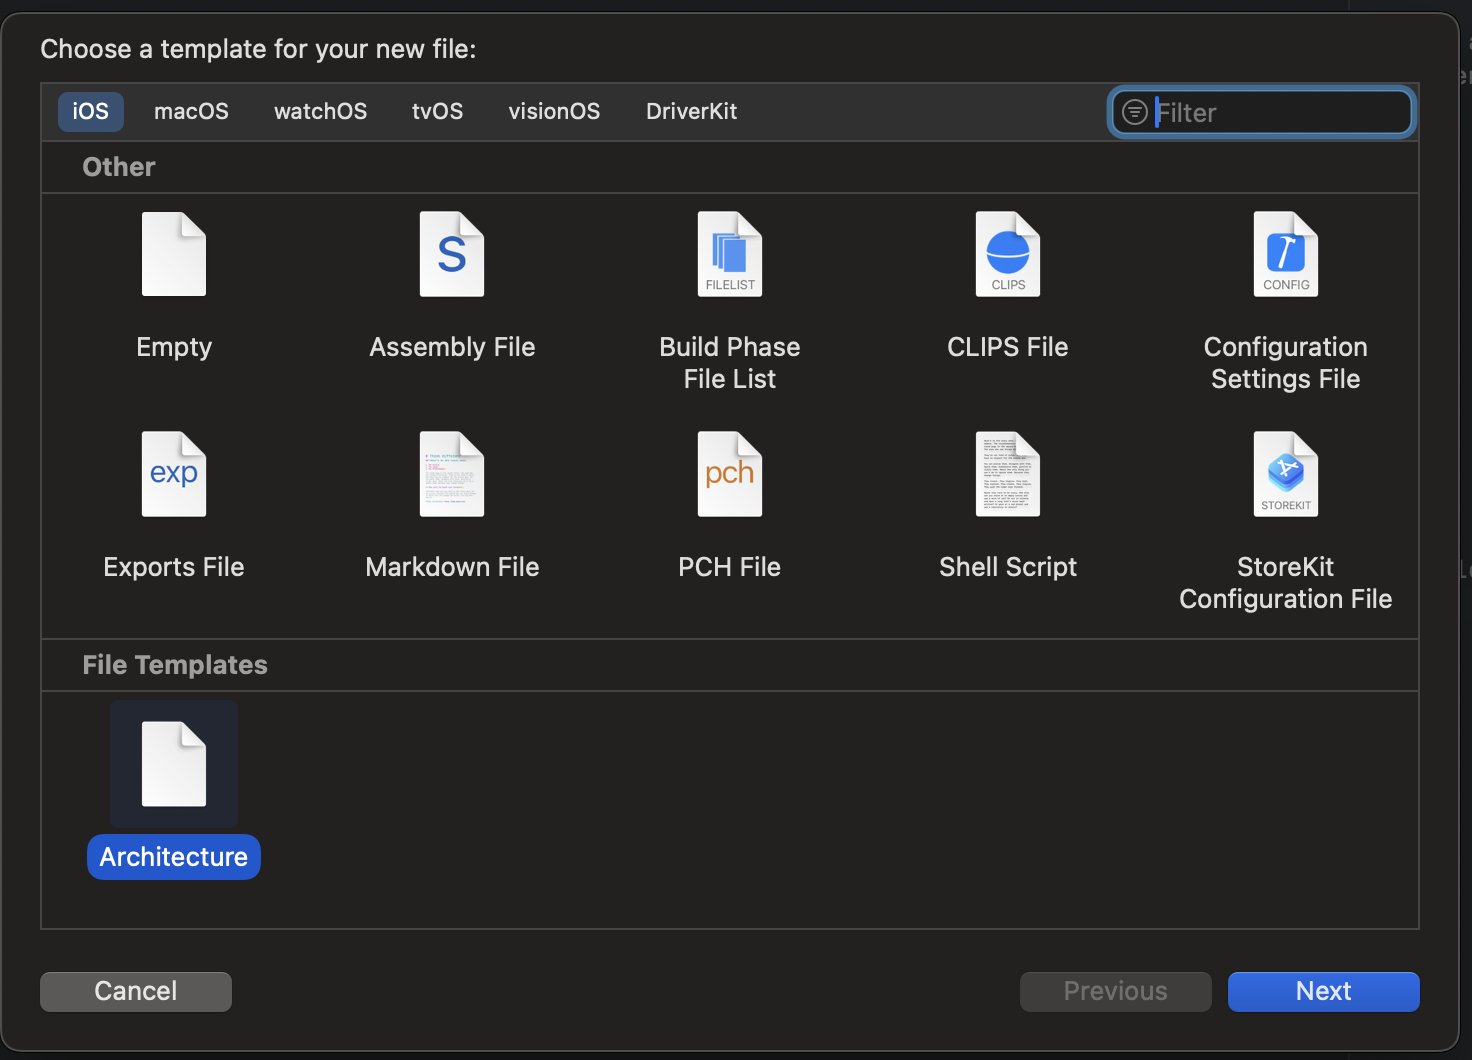 Choose a template for your new file:
iOS macOS watchOS tvOS visionOS DriverKit Filter
Other
S
FILELIST
CLIPS
CONFIG
Empty Assembly File Build Phase File List CLIPS File Configuration Settings File
exp
pch
STOREKIT
Exports File Markdown File PCH File Shell Script StoreKit Configuration File
File Templates
Architecture
Cancel Previous Next